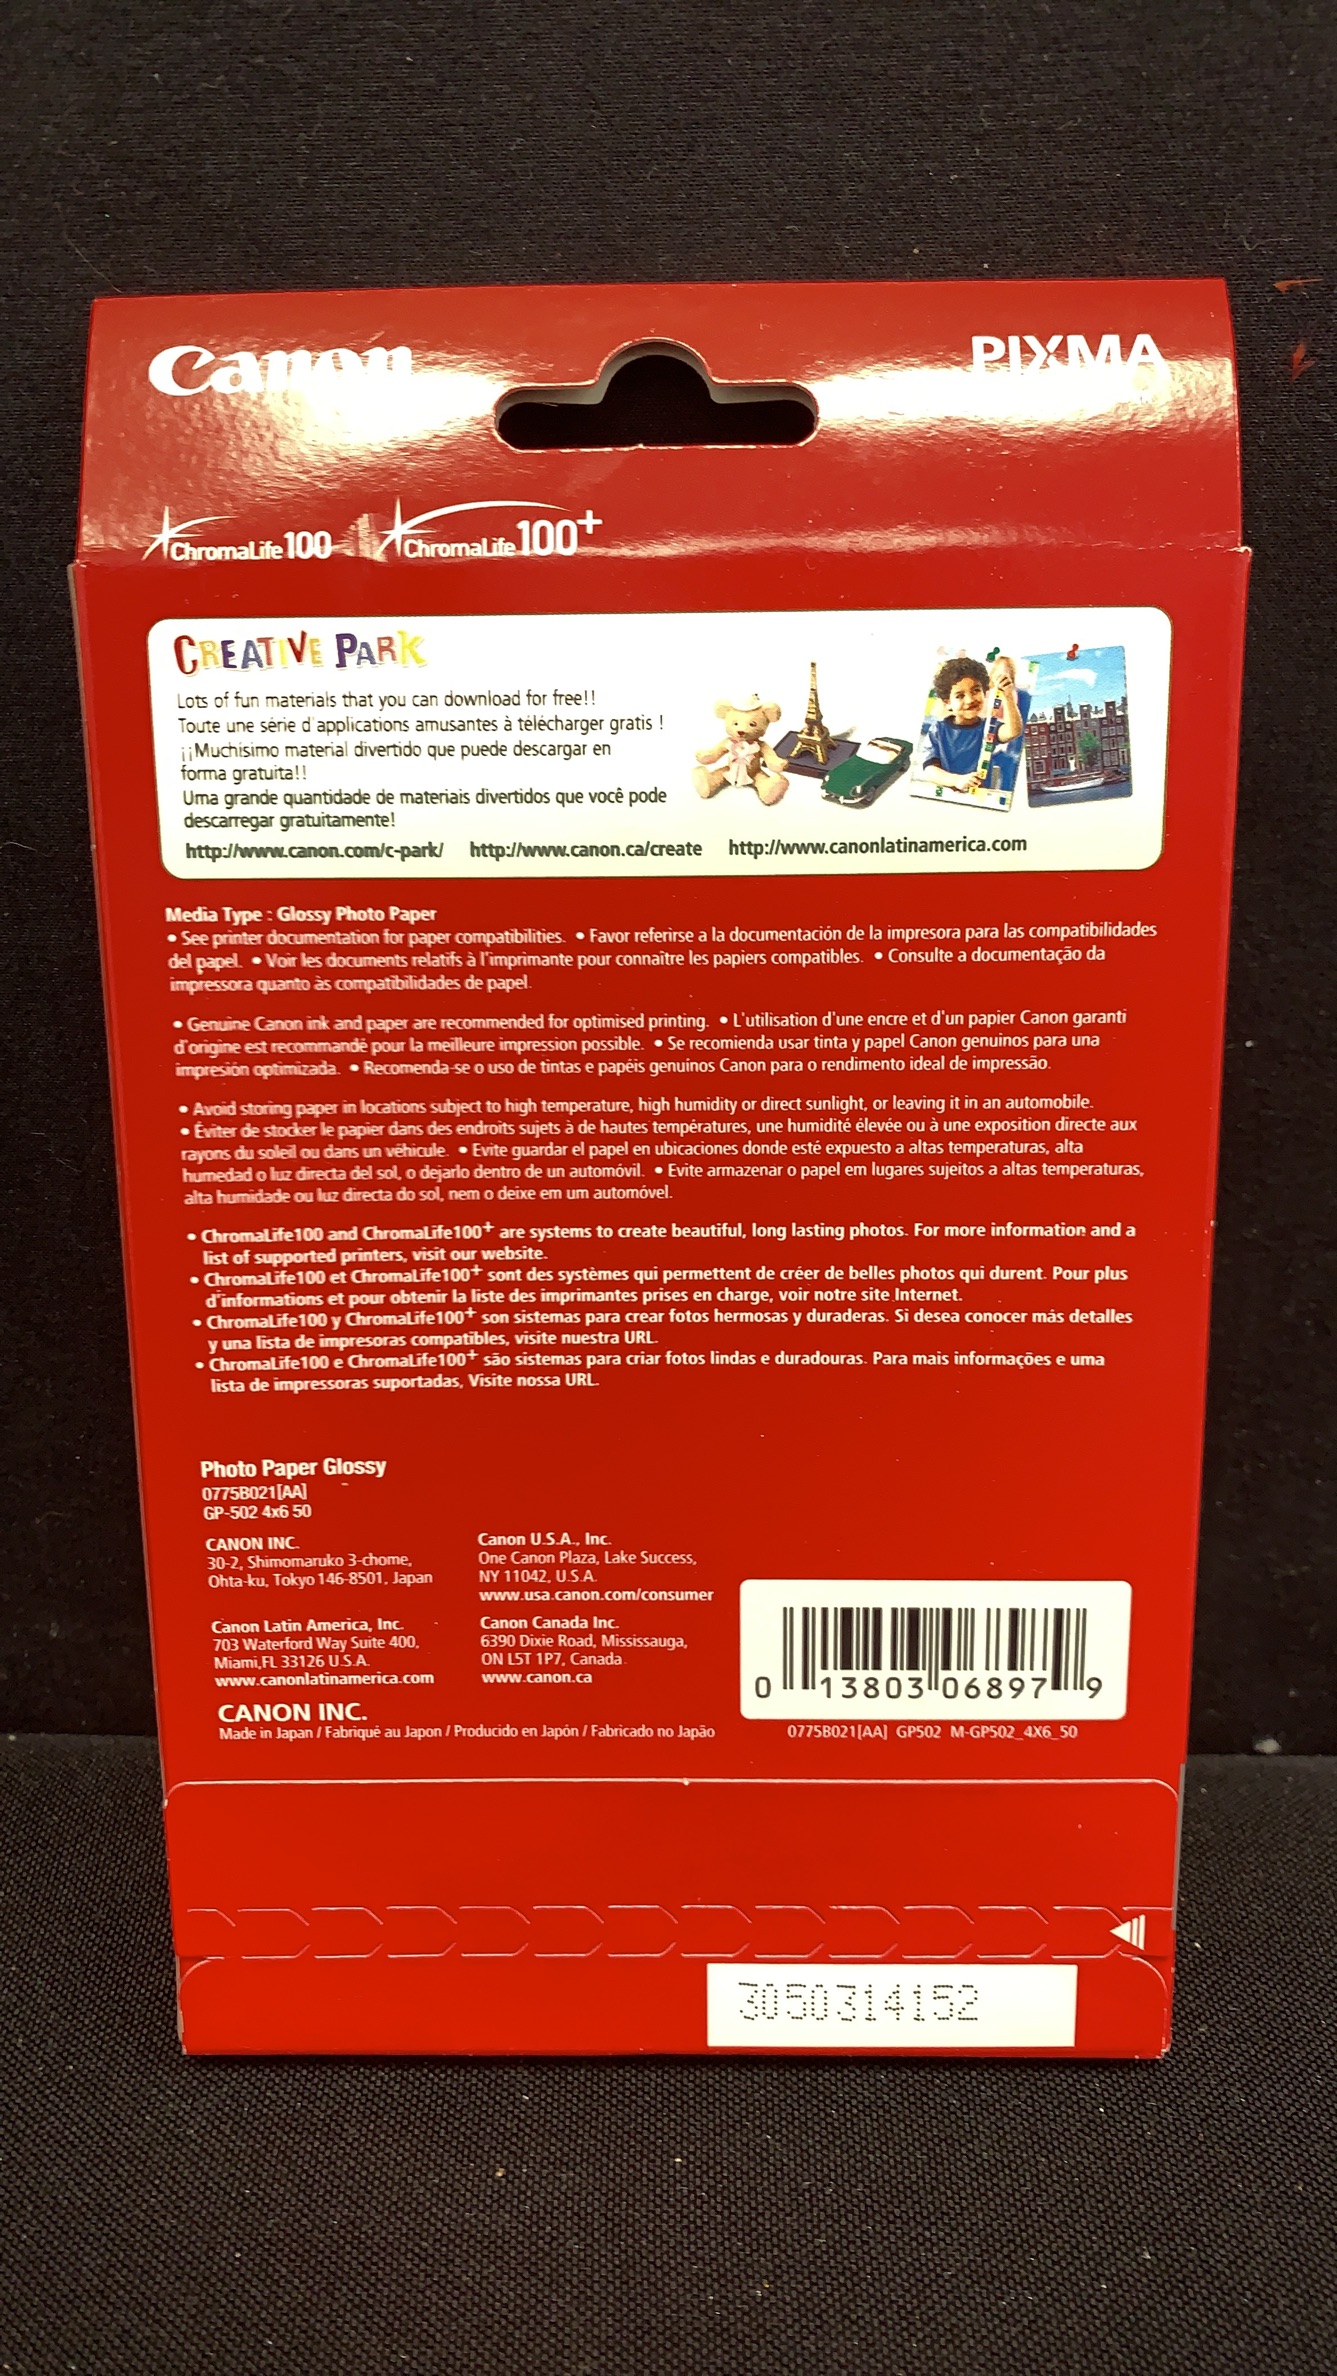 Canon
PIXMA
ChromaLife100 ChromaLife100+
CREATIVE PARK
Lots of fun materials that you can download for free!!
Toute une série d'applications amusantes à télécharger gratis !
¡¡Muchísimo material divertido que puede descargar en
forma gratuita!!
Uma grande quantidade de materiais divertidos que você pode
descarregar gratuitamente!
http://www.canon.com/c-park/ http://www.canon.ca/create http://www.canonlatinamerica.com
Media Type : Glossy Photo Paper
• See printer documentation for paper compatibilities. • Favor referirse a la documentación de la impresora para las compatibilidades
del papel. • Voir les documents relatifs à l'imprimante pour connaître les papiers compatibles. • Consulte a documentação da
impressora quanto às compatibilidades de papel.
• Genuine Canon ink and paper are recommended for optimised printing. • L'utilisation d'une encre et d'un papier Canon garanti
d'origine est recommandé pour la meilleure impression possible. • Se recomienda usar tinta y papel Canon genuinos para una
impresión optimizada. • Recomenda-se o uso de tintas e papéis genuínos Canon para o rendimento ideal de impressão.
• Avoid storing paper in locations subject to high temperature, high humidity or direct sunlight, or leaving it in an automobile.
• Éviter de stocker le papier dans des endroits sujets à de hautes températures, une humidité élevée ou à une exposition directe aux
rayons du soleil ou dans un véhicule. • Evite guardar el papel en ubicaciones donde esté expuesto a altas temperaturas, alta
humedad o luz directa del sol, o dejarlo dentro de un automóvil. • Evite armazenar o papel em lugares sujeitos a altas temperaturas,
alta humidade ou luz directa do sol, nem o deixe em um automóvel.
• ChromaLife100 and ChromaLife100+ are systems to create beautiful, long lasting photos. For more information and a
list of supported printers, visit our website.
• ChromaLife100 et ChromaLife100+ sont des systèmes qui permettent de créer de belles photos qui durent. Pour plus
d'informations et pour obtenir la liste des imprimantes prises en charge, voir notre site Internet.
• ChromaLife100 y ChromaLife100+ son sistemas para crear fotos hermosas y duraderas. Si desea conocer más detalles
y una lista de impresoras compatibles, visite nuestra URL.
• ChromaLife100 e ChromaLife100+ são sistemas para criar fotos lindas e duradouras. Para mais informações e uma
lista de impressoras suportadas, Visite nossa URL.
Photo Paper Glossy
0775B021[AA]
GP-502 4x6 50
CANON INC.
30-2, Shimomaruko 3-chome,
Ohta-ku, Tokyo 146-8501, Japan
Canon U.S.A., Inc.
One Canon Plaza, Lake Success,
NY 11042, U.S.A.
www.usa.canon.com/consumer
Canon Latin America, Inc.
703 Waterford Way Suite 400,
Miami,FL 33126 U.S.A.
www.canonlatinamerica.com
Canon Canada Inc.
6390 Dixie Road, Mississauga,
ON L5T 1P7, Canada
www.canon.ca
CANON INC.
Made in Japan / Fabriqué au Japon / Producido en Japón / Fabricado no Japão
0 13803 06897 9
0775B021[AA] GP502 M-GP502_4X6_50
3050314152